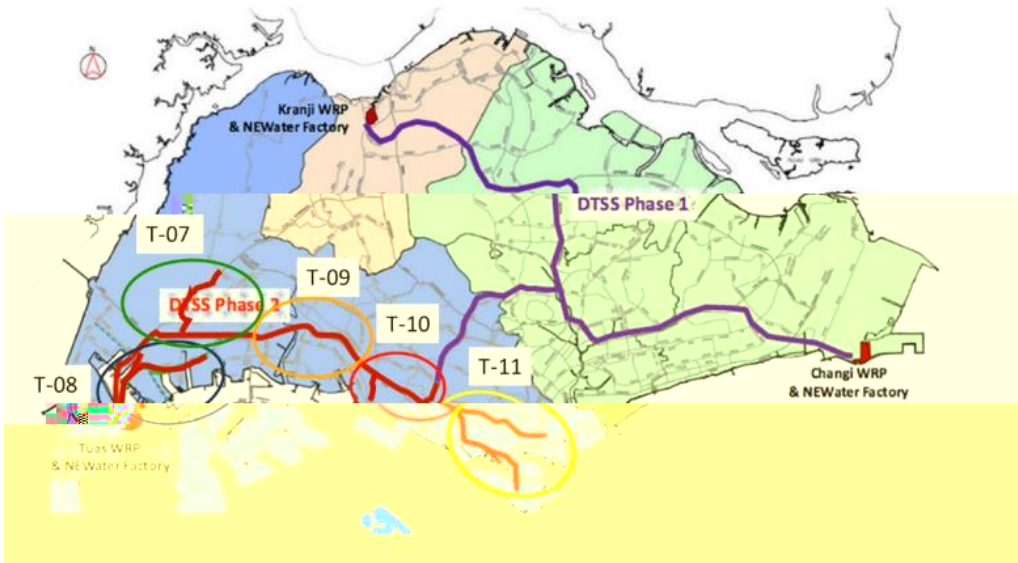 N
Kranji WRP
& NEWater Factory
DTSS Phase 1
T-07
T-09
DTSS Phase 2
T-10
T-11
T-08
Changi WRP
& NEWater Factory
Tuas WRP
& NEWater Factory